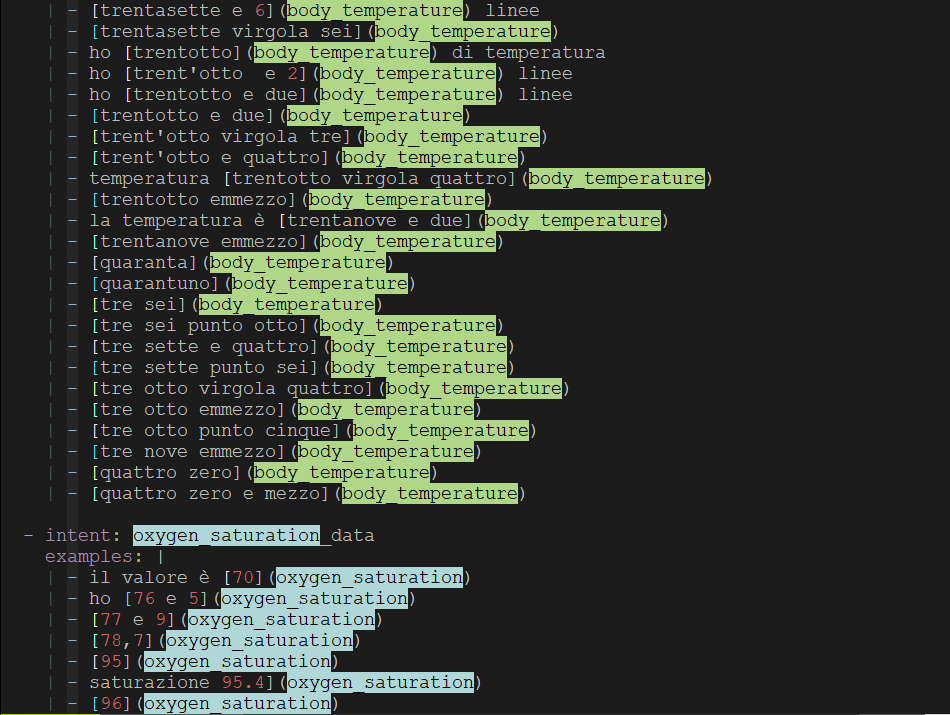 | - [trentasette e 6](body_temperature) linee
| - [trentasette virgola sei](body_temperature)
| - ho [trentotto](body_temperature) di temperatura
| - ho [trent'otto  e 2](body_temperature) linee
| - ho [trentotto e due](body_temperature) linee
| - [trentotto e due](body_temperature)
| - [trent'otto virgola tre](body_temperature)
| - [trent'otto e quattro](body_temperature)
| - temperatura [trentotto virgola quattro](body_temperature)
| - [trentotto emmezzo](body_temperature)
| - la temperatura è [trentanove e due](body_temperature)
| - [trentanove emmezzo](body_temperature)
| - [quaranta](body_temperature)
| - [quarantuno](body_temperature)
| - [tre sei](body_temperature)
| - [tre sei punto otto](body_temperature)
| - [tre sette e quattro](body_temperature)
| - [tre sette punto sei](body_temperature)
| - [tre otto virgola quattro](body_temperature)
| - [tre otto emmezzo](body_temperature)
| - [tre otto punto cinque](body_temperature)
| - [tre nove emmezzo](body_temperature)
| - [quattro zero](body_temperature)
| - [quattro zero e mezzo](body_temperature)
- intent: oxygen_saturation_data
examples: |
| - il valore è [70](oxygen_saturation)
| - ho [76 e 5](oxygen_saturation)
| - [77 e 9](oxygen_saturation)
| - [78,7](oxygen_saturation)
| - [95](oxygen_saturation)
| - saturazione 95.4](oxygen_saturation)
| - [96](oxygen_saturation)